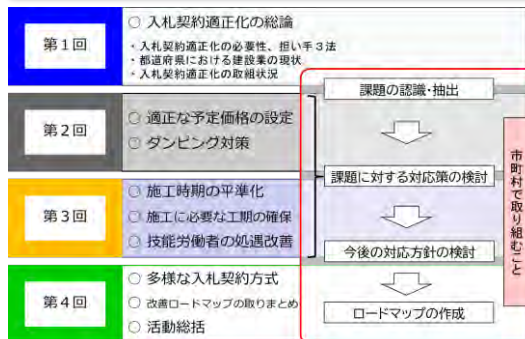 第1回
○ 入札契約適正化の総論
・入札契約適正化の必要性、担い手3法
・都道府県における建設業の現状
・入札契約適正化の取組状況
第2回
○ 適正な予定価格の設定
○ ダンピング対策
第3回
○ 施工時期の平準化
○ 施工に必要な工期の確保
○ 技能労働者の処遇改善
第4回
○ 多様な入札契約方式
○ 改善ロードマップの取りまとめ
○ 活動総括
課題の認識・抽出
課題に対する対応策の検討
今後の対応方針の検討
ロードマップの作成
市町村で取り組むこと